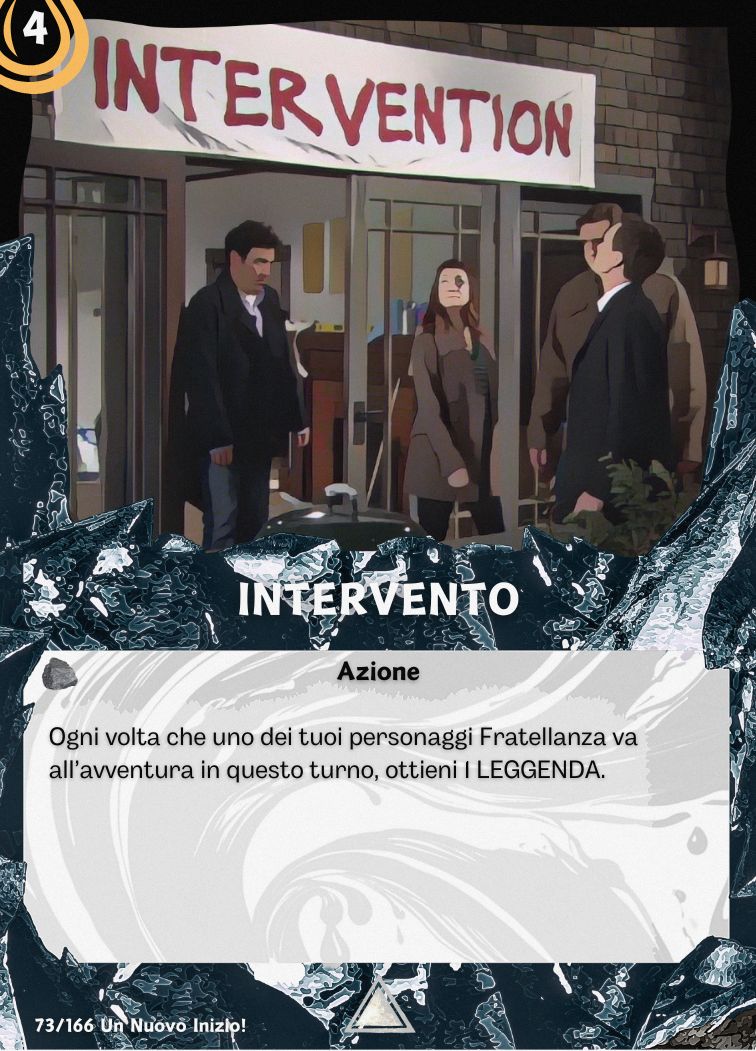 4
INTERVENTION
INTERVENTO
Azione
Ogni volta che uno dei tuoi personaggi Fratellanza va
all'avventura in questo turno, ottieni 1 LEGGENDA.
73/166 Un Nuovo Inizio!